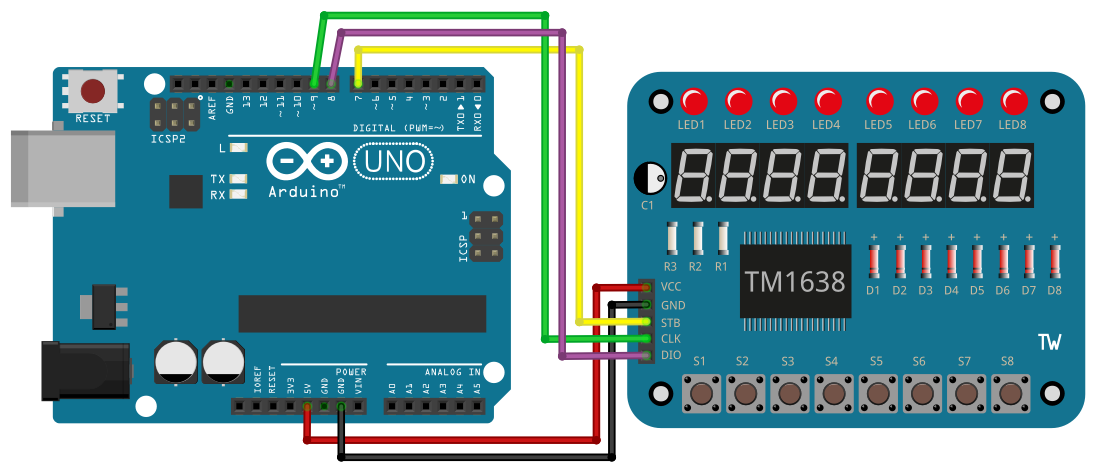 RESET
ICSP2
AREF
GND
13
12
~11
~10
~9
8
7
~6
~5
4
~3
2
TX0▶1
RX0◀0
DIGITAL (PWM=~)
L
TX
RX
UNO
Arduino™
ON
1
ICSP
IOREF
RESET
3V3
5V
GND
GND
VIN
POWER
ANALOG IN
A0
A1
A2
A3
A4
A5
LED1 LED2 LED3 LED4 LED5 LED6 LED7 LED8
C1
R3 R2 R1
TM1638
+ + + + + + + +
D1 D2 D3 D4 D5 D6 D7 D8
VCC
GND
STB
CLK
DIO
TW
S1 S2 S3 S4 S5 S6 S7 S8